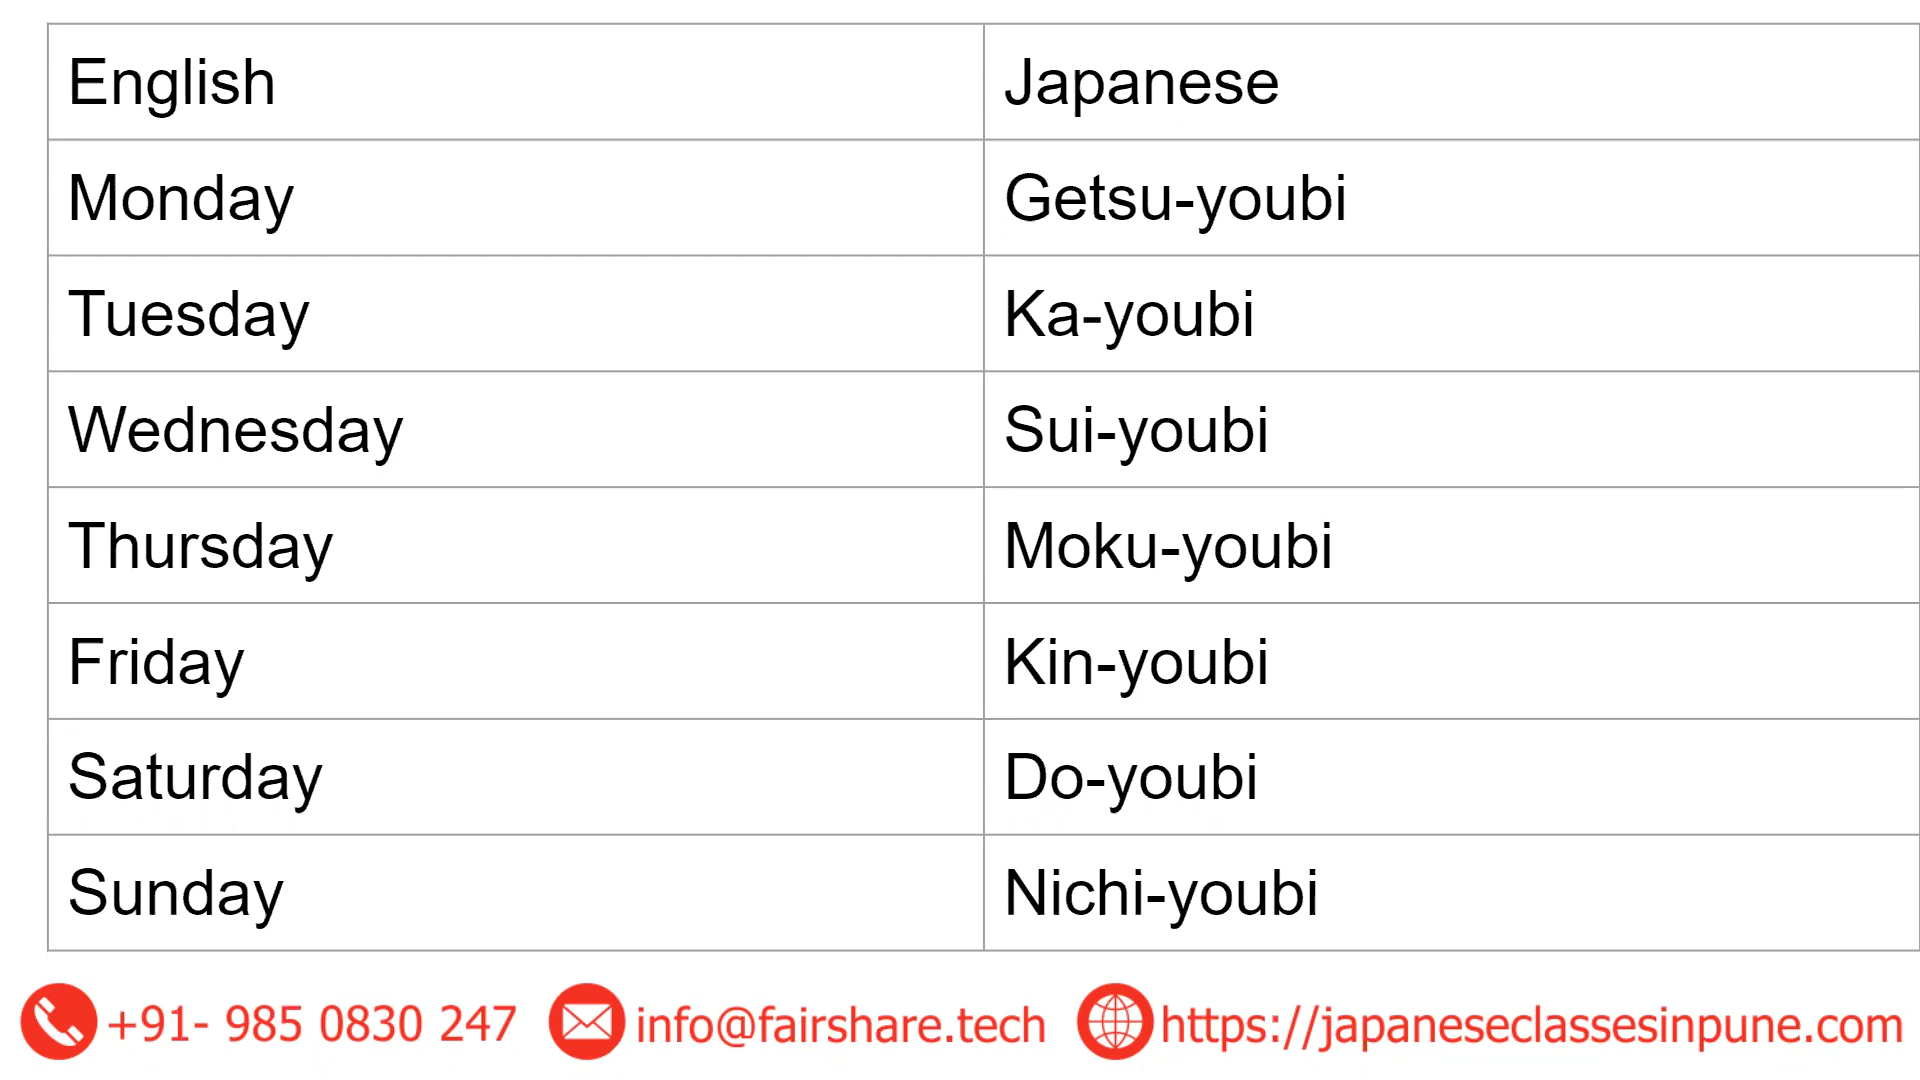 English Japanese
Monday Getsu-youbi
Tuesday Ka-youbi
Wednesday Sui-youbi
Thursday Moku-youbi
Friday Kin-youbi
Saturday Do-youbi
Sunday Nichi-youbi
+91- 985 0830 247 info@fairshare.tech https://japaneseclassesinpune.com